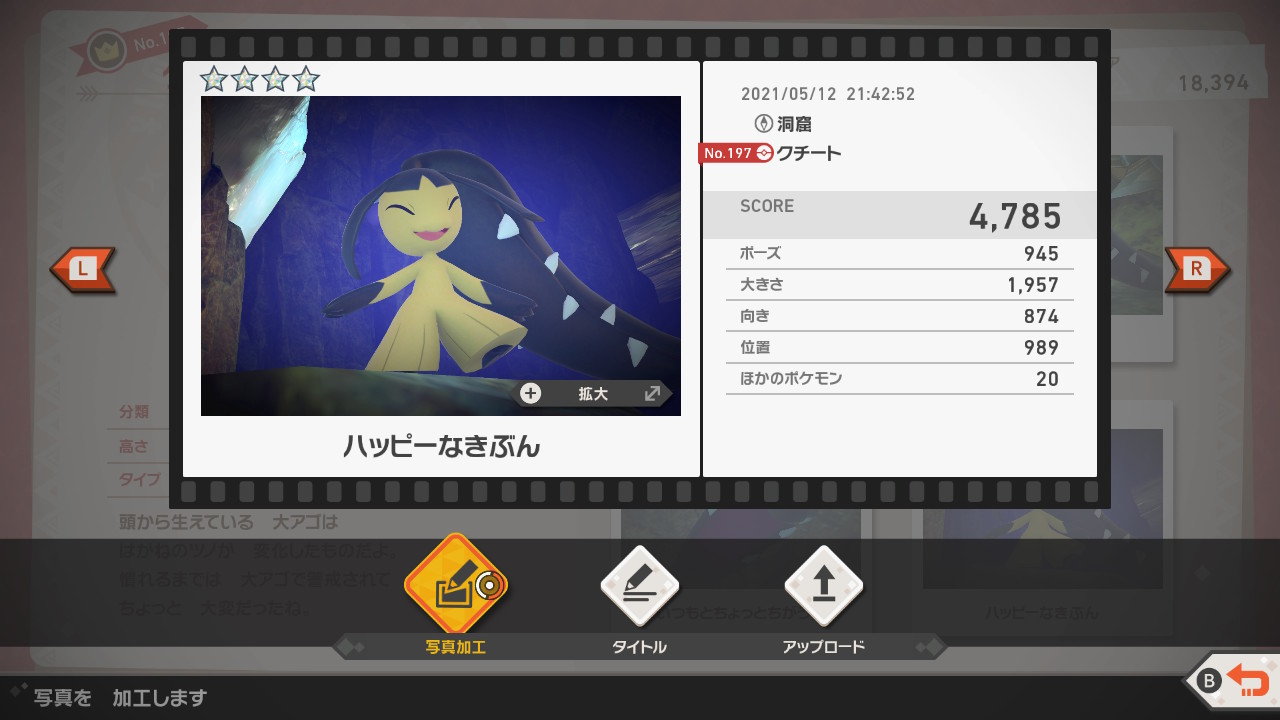 18,394
2021/05/12 21:42:52
洞窟
No.197 クチート
SCORE 4,785
ポーズ 945
大きさ 1,957
向き 874
位置 989
ほかのポケモン 20
拡大
ハッピーなきぶん
L
R
分類
高さ
タイプ
頭から生えている 大アゴは
はがねのツノが 変化したものだよ。
慣れるまでは 大アゴで警戒されて
ちょっと 大変だったね。
ハッピーなきぶん
写真加工
タイトル
アップロード
写真を 加工します
B